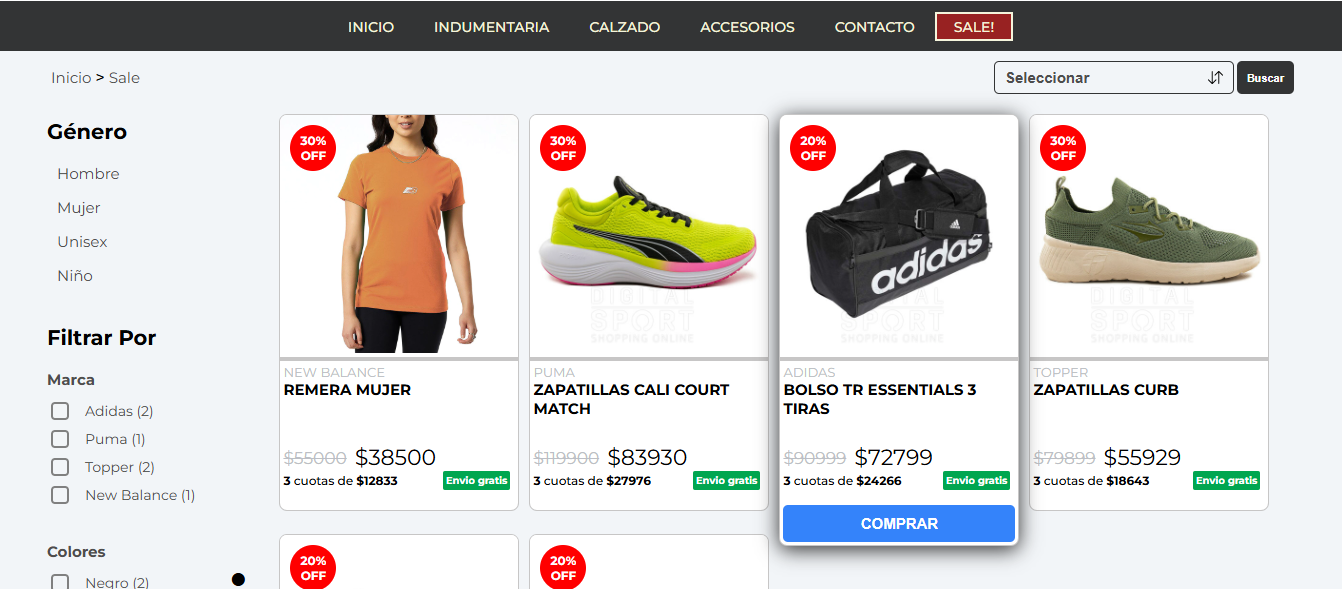 INICIO INDUMENTARIA CALZADO ACCESORIOS CONTACTO SALE!
Inicio > Sale
Seleccionar
Buscar
Género
Hombre
Mujer
Unisex
Niño
Filtrar Por
Marca
Adidas (2)
Puma (1)
Topper (2)
New Balance (1)
Colores
Negro (2)
30%
OFF
NEW BALANCE
REMERA MUJER
$55000 $38500
3 cuotas de $12833
Envio gratis
30%
OFF
DIGITAL
SPORT
SHOPPING ONLINE
PUMA
ZAPATILLAS CALI COURT
MATCH
$119900 $83930
3 cuotas de $27976
Envio gratis
20%
OFF
adidas
adidas
DIGITAL
SPORT
SHOPPING ONLINE
ADIDAS
BOLSO TR ESSENTIALS 3
TIRAS
$90999 $72799
3 cuotas de $24266
Envio gratis
COMPRAR
30%
OFF
DIGITAL
SPORT
SHOPPING ONLINE
TOPPER
ZAPATILLAS CURB
$79899 $55929
3 cuotas de $18643
Envio gratis
20%
OFF
20%
OFF